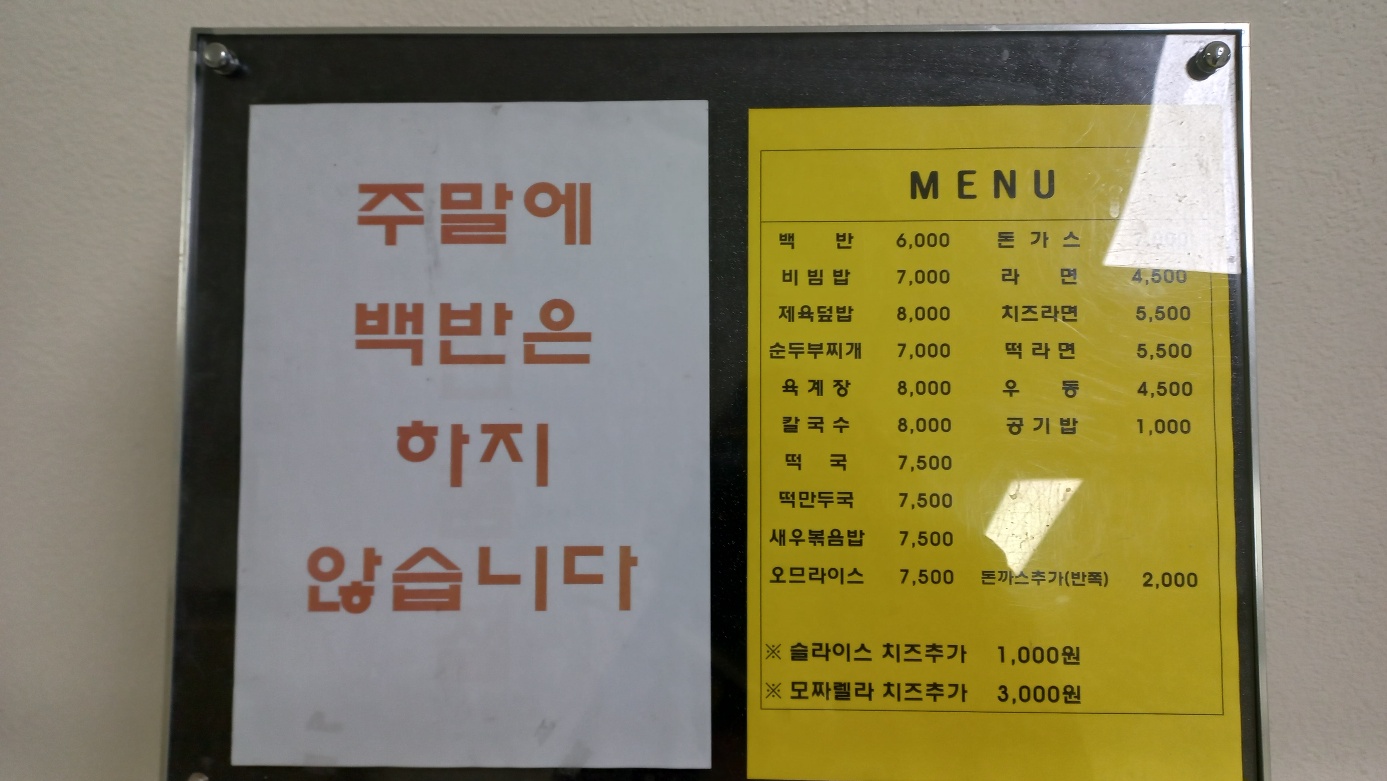 주말에
백반은
하지
않습니다
MENU
백 반 6,000 돈 가 스 7,000
비 빔 밥 7,000 라 면 4,500
제육덮밥 8,000 치즈라면 5,500
순두부찌개 7,000 떡 라 면 5,500
육 계 장 8,000 우 동 4,500
칼 국 수 8,000 공 기 밥 1,000
떡 국 7,500
떡만두국 7,500
새우볶음밥 7,500
오므라이스 7,500 돈까스추가(반쪽) 2,000
※ 슬라이스 치즈추가 1,000원
※ 모짜렐라 치즈추가 3,000원